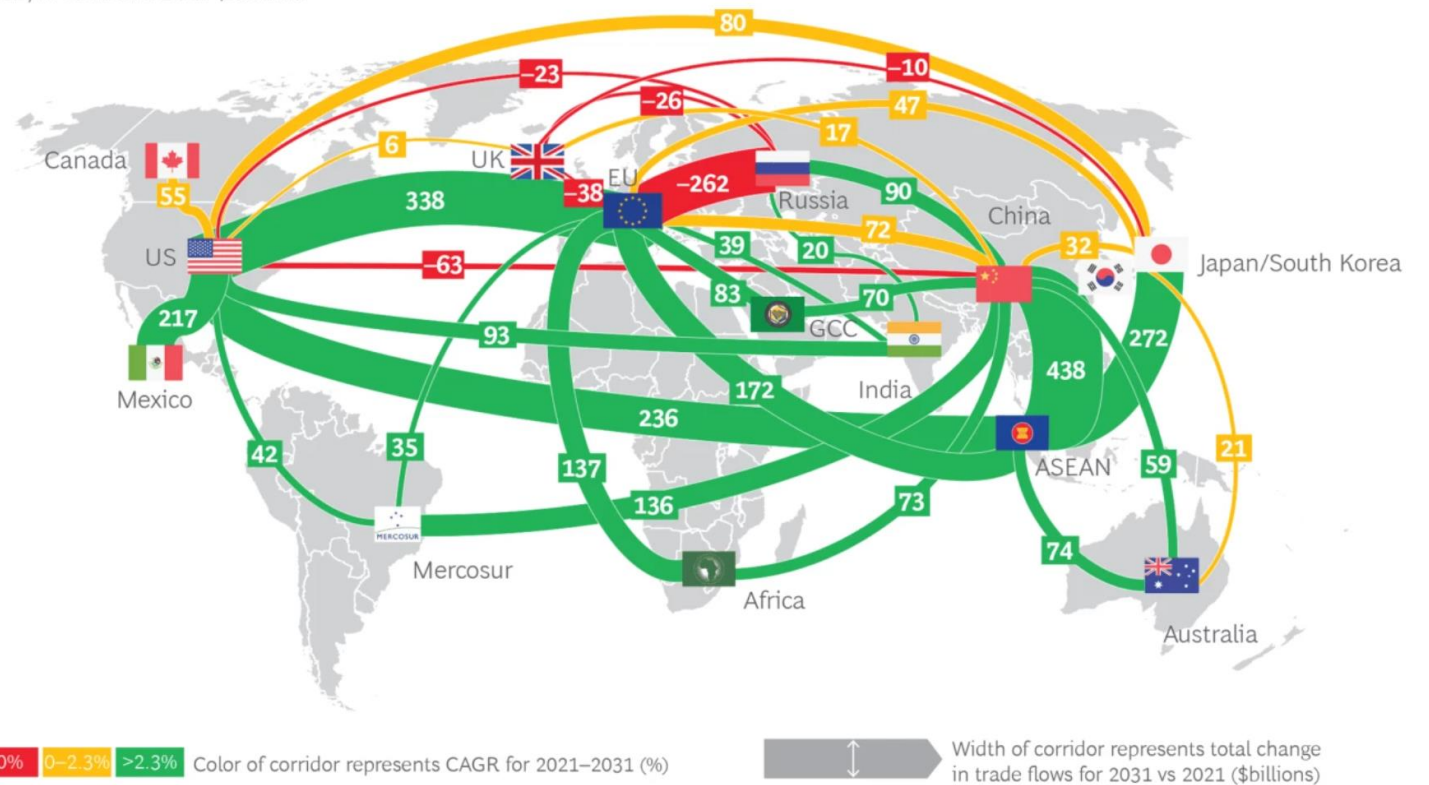 80
–23
–10
–26
47
6
17
UK
Canada
55
–38
EU
–262
Russia
90
338
China
72
32
US
39
20
Japan/South Korea
–63
83
70
217
93
GCC
272
438
Mexico
India
172
236
42
35
137
136
ASEAN
59
21
73
MERCOSUR
74
Mercosur
Africa
Australia
0%
0–2.3%
>2.3%
Color of corridor represents CAGR for 2021–2031 (%)
Width of corridor represents total change
in trade flows for 2031 vs 2021 ($billions)